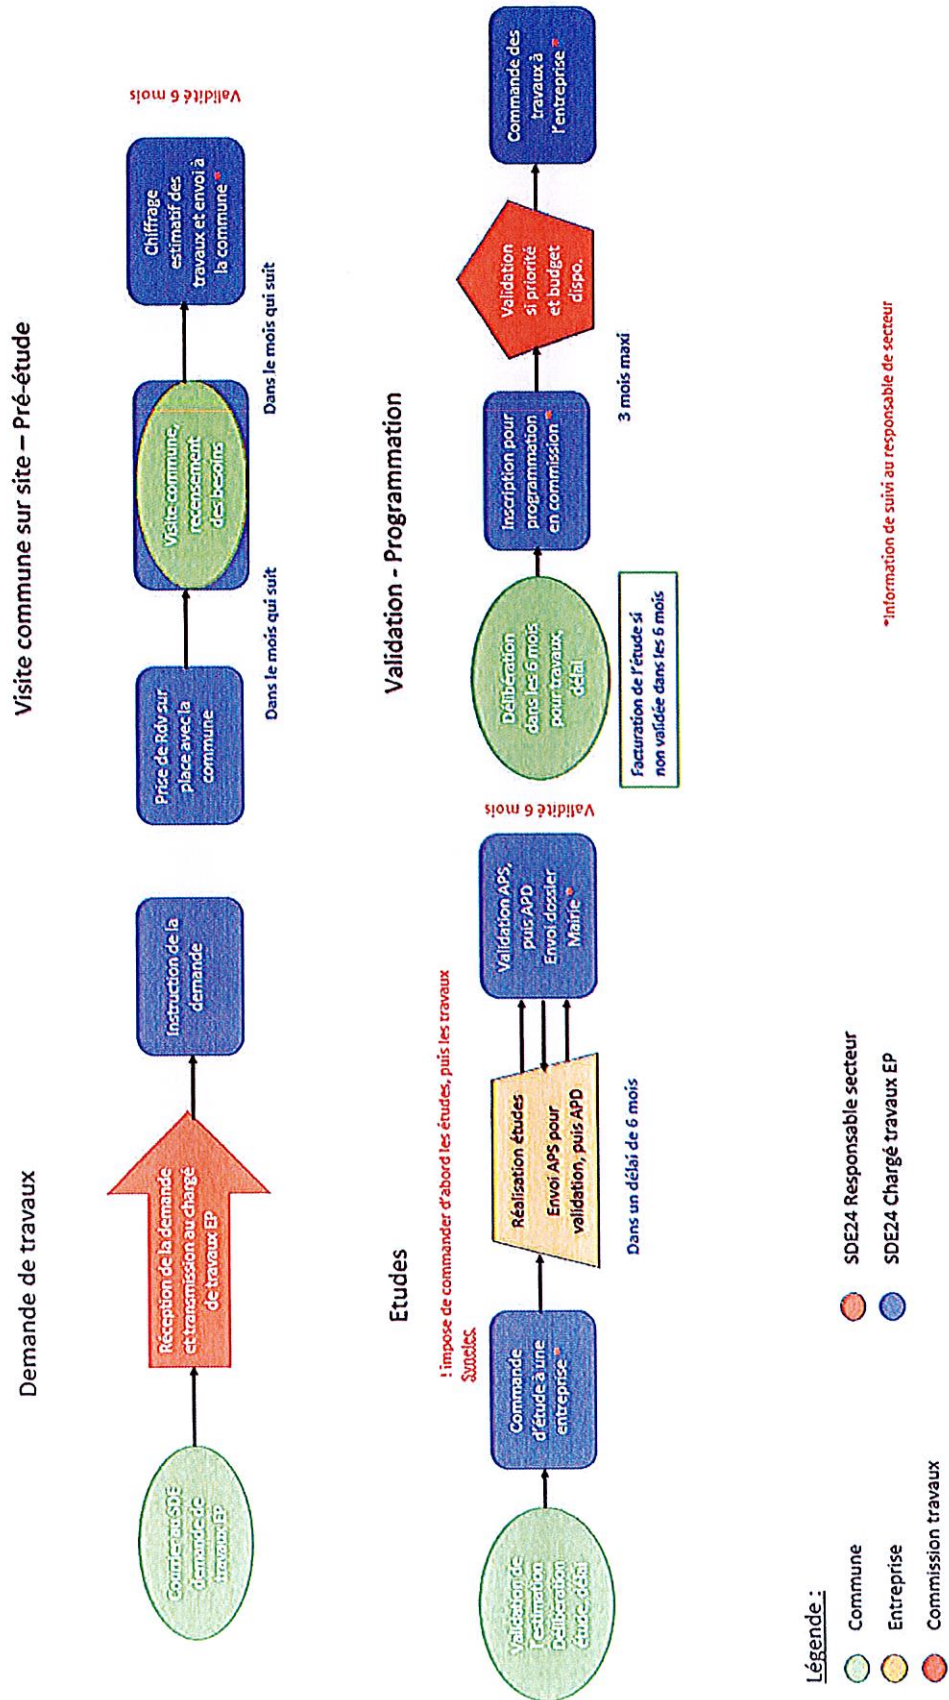 Demande de travaux
Courrier au SDE
demande de
travaux EP
Réception de la demande
et transmission au chargé
de travaux EP
Instruction de la
demande
Visite commune sur site – Pré-étude
Prise de Rdv sur
place avec la
commune
Dans le mois qui suit
Visite commune,
recensement
des besoins
Dans le mois qui suit
Chiffrage
estimatif des
travaux et envoi à
la commune *
Validité 6 mois
Etudes
! impose de commander d'abord les études, puis les travaux
Syneles.
Validation de
l'estimation
Délibération
étude, délai
Commande
d'étude à une
entreprise *
Réalisation études
Envoi APS pour
validation, puis APD
Dans un délai de 6 mois
Validation APS,
puis APD
Envoi dossier
Mairie *
Validité 6 mois
Validation - Programmation
Délibération
dans les 6 mois
pour travaux,
délai
Facturation de l'étude si
non validée dans les 6 mois
Inscription pour
programmation
en commission *
3 mois maxi
Validation
si priorité
et budget
dispo.
Commande des
travaux à
l'entreprise *
Légende :
Commune
Entreprise
Commission travaux
SDE24 Responsable secteur
SDE24 Chargé travaux EP
*Information de suivi au responsable de secteur